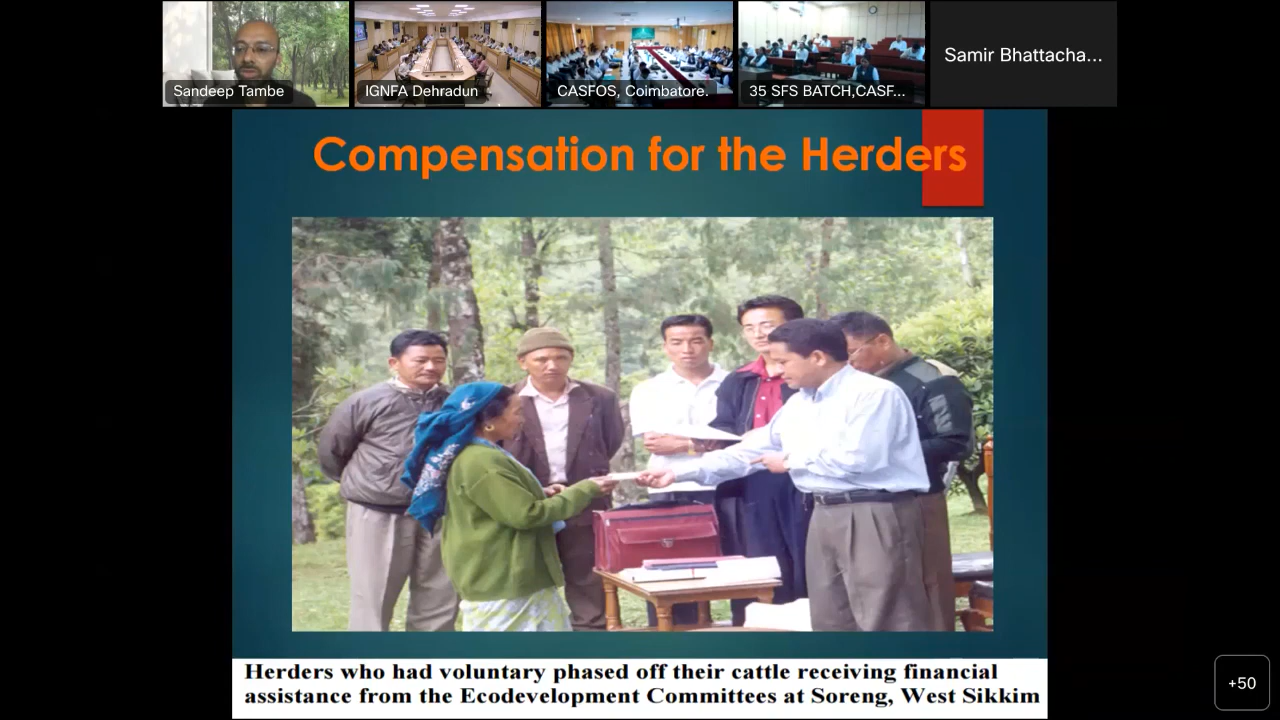 Sandeep Tambe
IGNFA Dehradun
CASFOS, Coimbatore.
35 SFS BATCH,CASF...
Samir Bhattacha...
Compensation for the Herders
Herders who had voluntary phased off their cattle receiving financial
assistance from the Ecodevelopment Committees at Soreng, West Sikkim
+50